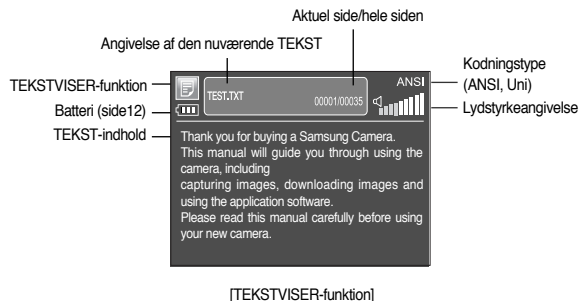 Aktuel side/hele siden
Angivelse af den nuværende TEKST
Kodningstype
(ANSI, Uni)
TEKSTVISER-funktion
ANSI
TEST.TXT
00001/00035
Batteri (side12)
Lydstyrkeangivelse
TEKST-indhold
Thank you for buying a Samsung Camera.
This manual will guide you through using the
camera, including
capturing images, downloading images and
using the application software.
Please read this manual carefully before using
your new camera.
[TEKSTVISER-funktion]